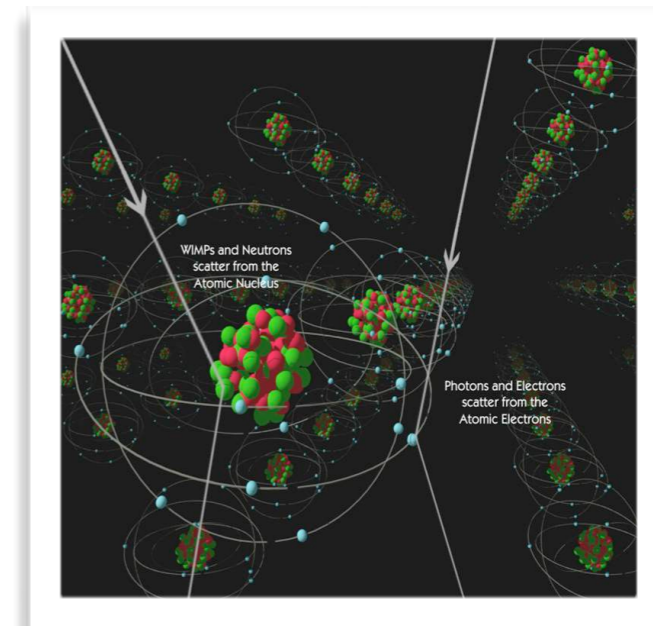 WIMPs and Neutrons
scatter from the
Atomic Nucleus
Photons and Electrons
scatter from the
Atomic Electrons